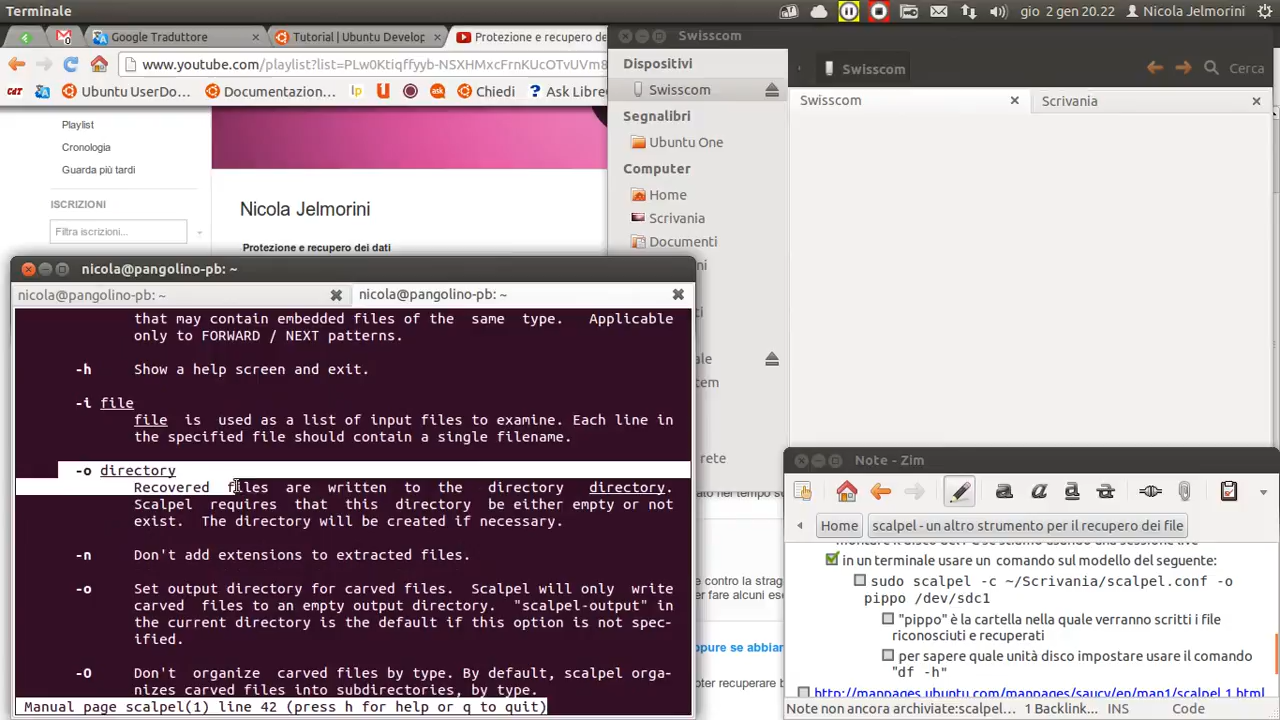 Terminale
gio 2 gen 20.22
Nicola Jelmorini
Google Traduttore
Tutorial | Ubuntu Develop
Protezione e recupero de
www.youtube.com/playlist?list=PLw0Ktiqffyyb-NSXHMxcFrnKUcOTvUVm8
Ubuntu UserDo...
Documentazion...
Chiedi
Ask Libre
Playlist
Cronologia
Guarda più tardi
ISCRIZIONI
Filtra iscrizioni...
Nicola Jelmorini
Protezione e recupero dei dati
Swisscom
Dispositivi
Swisscom
Segnalibri
Ubuntu One
Computer
Home
Scrivania
Documenti
Swisscom
Cerca
Swisscom
Scrivania
rete
nicola@pangolino-pb: ~
nicola@pangolino-pb: ~
nicola@pangolino-pb: ~
that may contain embedded files of the same type. Applicable
only to FORWARD / NEXT patterns.
-h Show a help screen and exit.
-i file
file is used as a list of input files to examine. Each line in
the specified file should contain a single filename.
-o directory
Recovered files are written to the directory directory.
Scalpel requires that this directory be either empty or not
exist. The directory will be created if necessary.
-n Don't add extensions to extracted files.
-o Set output directory for carved files. Scalpel will only write
carved files to an empty output directory. "scalpel-output" in
the current directory is the default if this option is not spec-
ified.
-O Don't organize carved files by type. By default, scalpel orga-
nizes carved files into subdirectories, by type.
Manual page scalpel(1) line 42 (press h for help or q to quit)
Note - Zim
Home
scalpel - un altro strumento per il recupero dei file
in un terminale usare un comando sul modello del seguente:
sudo scalpel -c ~/Scrivania/scalpel.conf -o
pippo /dev/sdc1
"pippo" è la cartella nella quale verranno scritti i file
riconosciuti e recuperati
per sapere quale unità disco impostare usare il comando
"df -h"
http://manpages.ubuntu.com/manpages/saucy/en/man1/scalpel.1.html
Note non ancora archiviate:scalpel...
1 Backlink...
INS
Code